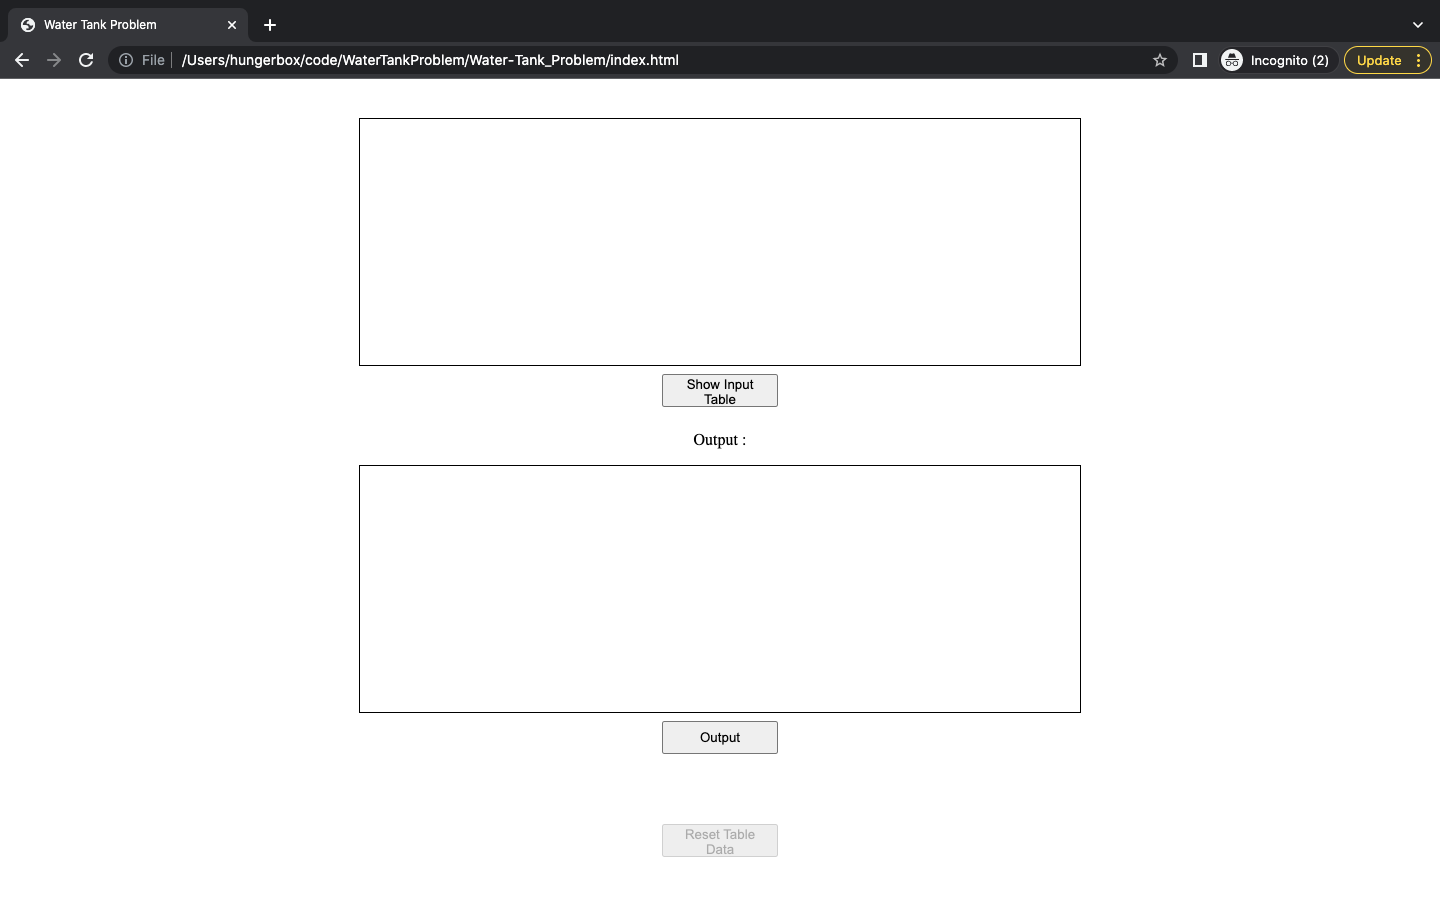 Water Tank Problem
File
/Users/hungerbox/code/WaterTankProblem/Water-Tank_Problem/index.html
Incognito (2)
Update
Show Input
Table
Output :
Output
Reset Table
Data